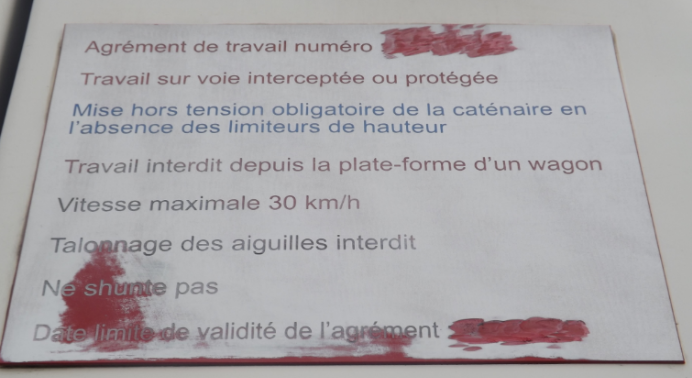 Agrément de travail numéro :
Travail sur voie interceptée ou protégée
Mise hors tension obligatoire de la caténaire en
l'absence des limiteurs de hauteur
Travail interdit depuis la plate-forme d'un wagon
Vitesse maximale 30 km/h
Talonnage des aiguilles interdit
Ne shunte pas
Date limite de validité de l'agrément :